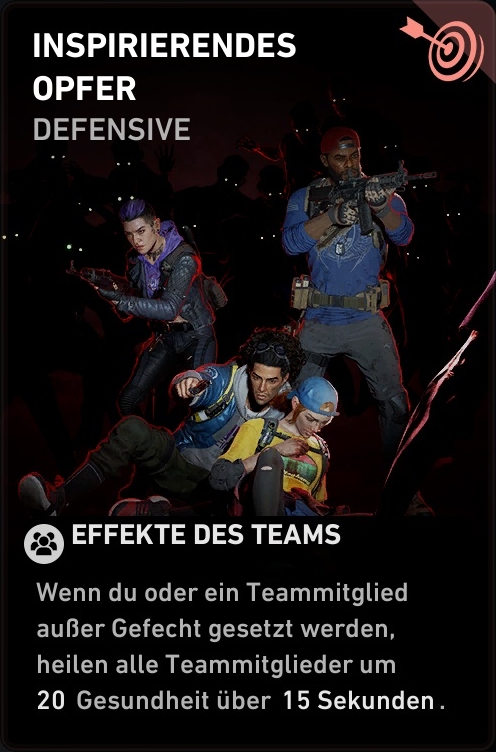 INSPIRIERENDES
OPFER
DEFENSIVE
EFFEKTE DES TEAMS
Wenn du oder ein Teammitglied
außer Gefecht gesetzt werden,
heilen alle Teammitglieder um
20 Gesundheit über 15 Sekunden.